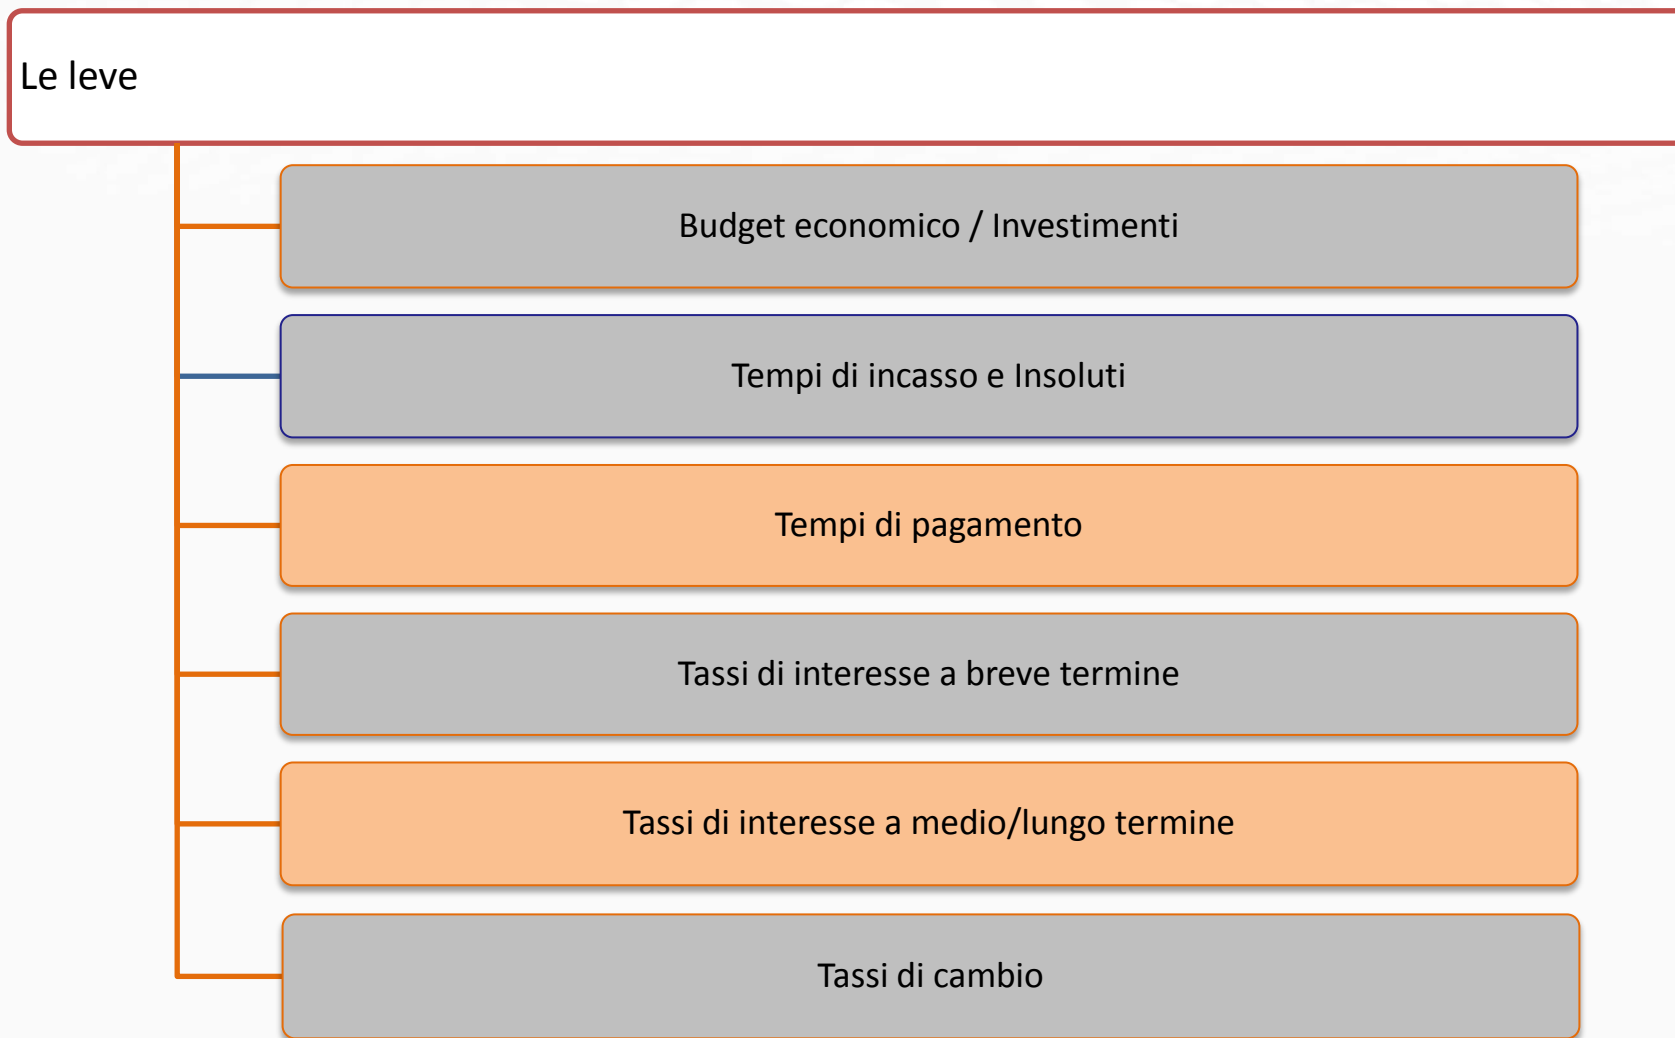 Le leve
Budget economico / Investimenti
Tempi di incasso e Insoluti
Tempi di pagamento
Tassi di interesse a breve termine
Tassi di interesse a medio/lungo termine
Tassi di cambio